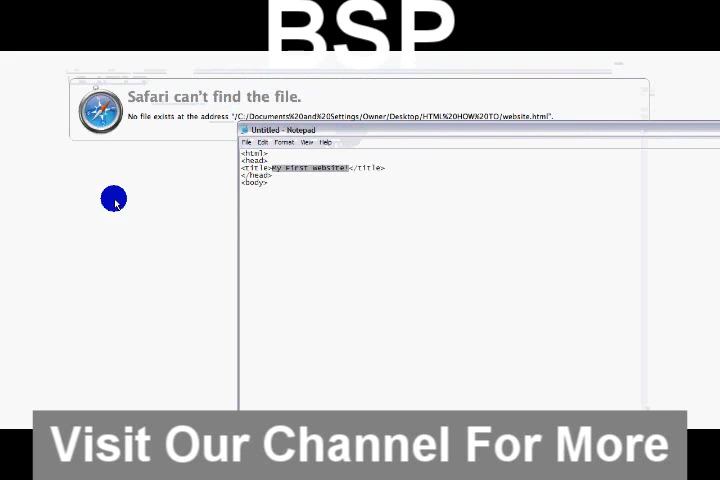 BSP
Safari can't find the file.
No file exists at the address "/C:/Documents%20and%20Settings/Owner/Desktop/HTML%20HOW%20TO/website.html".
Untitled - Notepad
File Edit Format View Help
<html>
<head>
<title>My First Website!</title>
</head>
<body>
Visit Our Channel For More